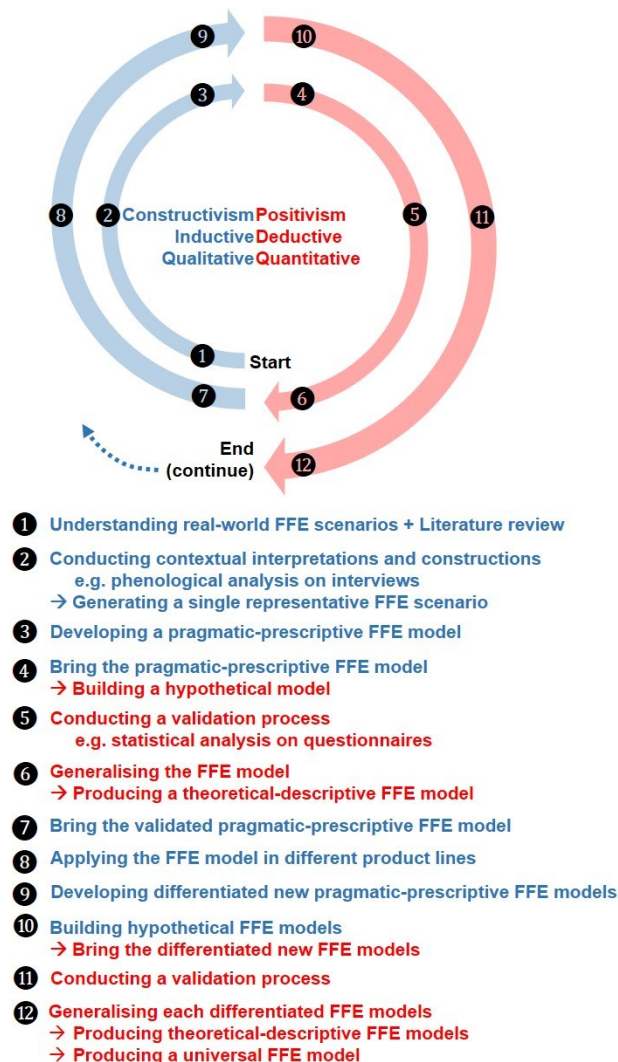 9
10
3
4
8
2
5
11
Constructivism Positivism
Inductive Deductive
Qualitative Quantitative
1
Start
7
6
End
(continue)
12
1 Understanding real-world FFE scenarios + Literature review
2 Conducting contextual interpretations and constructions
e.g. phenological analysis on interviews
→ Generating a single representative FFE scenario
3 Developing a pragmatic-prescriptive FFE model
4 Bring the pragmatic-prescriptive FFE model
→ Building a hypothetical model
5 Conducting a validation process
e.g. statistical analysis on questionnaires
6 Generalising the FFE model
→ Producing a theoretical-descriptive FFE model
7 Bring the validated pragmatic-prescriptive FFE model
8 Applying the FFE model in different product lines
9 Developing differentiated new pragmatic-prescriptive FFE models
10 Building hypothetical FFE models
→ Bring the differentiated new FFE models
11 Conducting a validation process
12 Generalising each differentiated FFE models
→ Producing theoretical-descriptive FFE models
→ Producing a universal FFE model